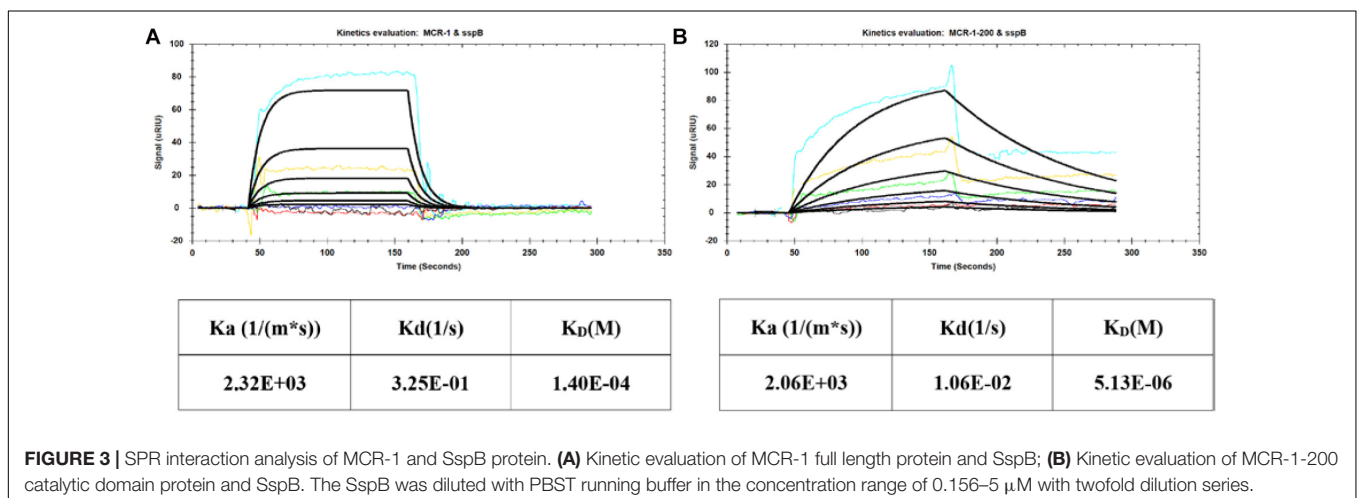 A
Kinetics evaluation: MCR-1 & sspB
Signal (uRIU)
100
80
60
40
20
0
-20
0 50 100 150 200 250 300
Time (Seconds)
Ka (1/(m*s)) Kd(1/s) KD(M)
2.32E+03 3.25E-01 1.40E-04
B
Kinetics evaluation: MCR-1-200 & sspB
Signal (uRIU)
120
100
80
60
40
20
0
-20
0 50 100 150 200 250 300 350
Time (Seconds)
Ka (1/(m*s)) Kd(1/s) KD(M)
2.06E+03 1.06E-02 5.13E-06
FIGURE 3 | SPR interaction analysis of MCR-1 and SspB protein. (A) Kinetic evaluation of MCR-1 full length protein and SspB; (B) Kinetic evaluation of MCR-1-200
catalytic domain protein and SspB. The SspB was diluted with PBST running buffer in the concentration range of 0.156–5 μM with twofold dilution series.